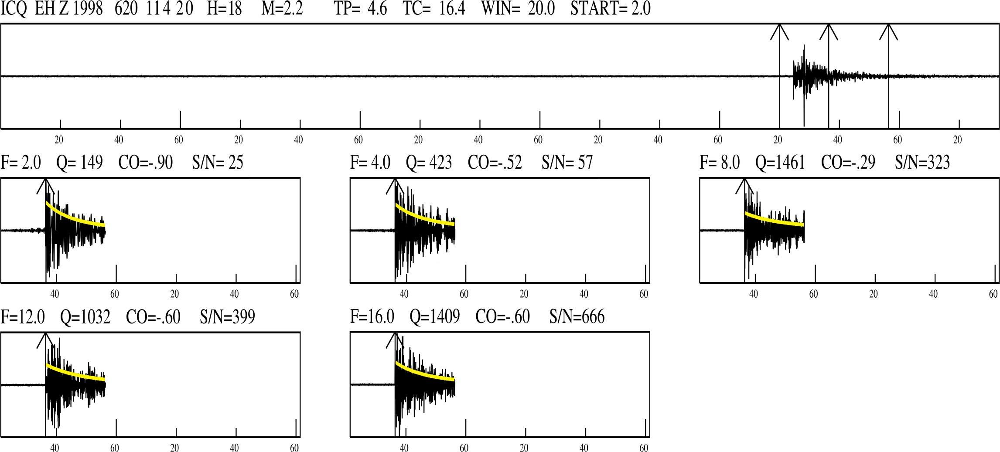 ICQ EH Z 1998 620 114 20 H=18 M=2.2 TP= 4.6 TC= 16.4 WIN= 20.0 START= 2.0
20 40 60 20 40 60 20 40 60 20 40 60 20 40 60 20
F= 2.0 Q= 149 CO=-.90 S/N= 25 F= 4.0 Q= 423 CO=-.52 S/N= 57 F= 8.0 Q=1461 CO=-.29 S/N=323
40 60 20 40 60 40 60 20 40 60 40 60 20 40 60
F=12.0 Q=1032 CO=-.60 S/N=399 F=16.0 Q=1409 CO=-.60 S/N=666
40 60 20 40 60 40 60 20 40 60